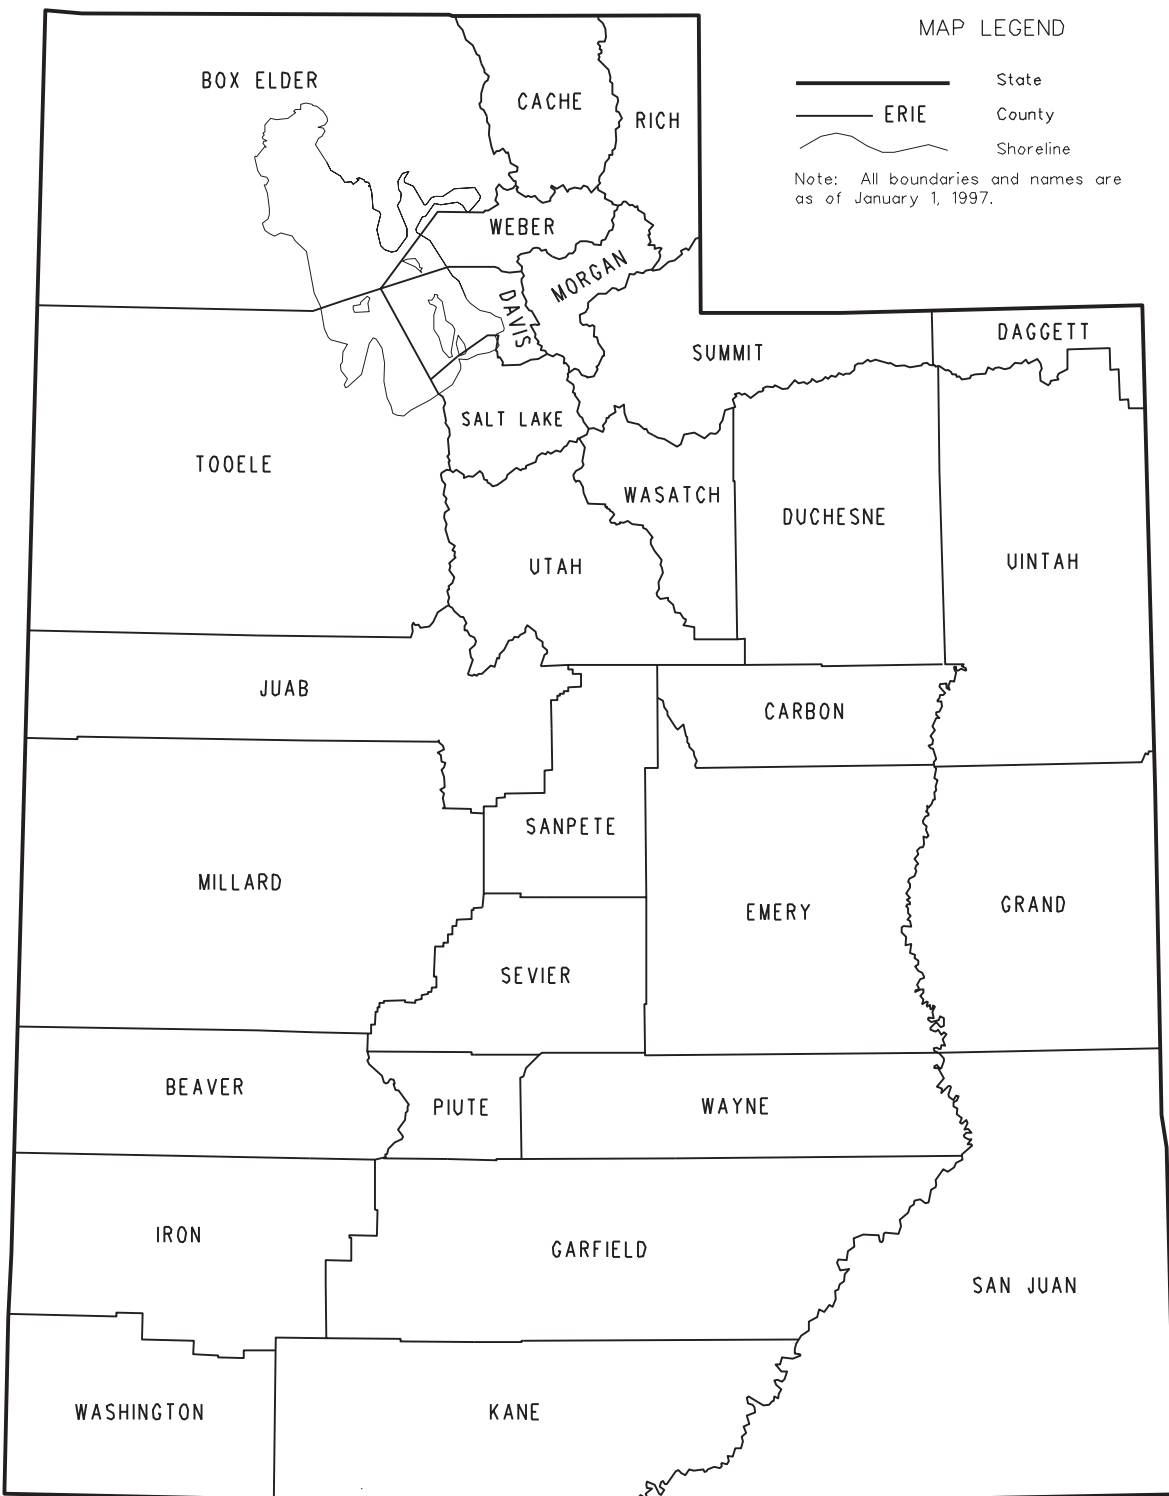 MAP LEGEND
State
ERIE County
Shoreline
Note: All boundaries and names are
as of January 1, 1997.
BOX ELDER
CACHE
RICH
WEBER
MORGAN
DAVIS
SUMMIT
DAGGETT
SALT LAKE
TOOELE
WASATCH
DUCHESNE
UTAH
UINTAH
JUAB
CARBON
SANPETE
MILLARD
EMERY
GRAND
SEVIER
BEAVER
PIUTE
WAYNE
IRON
GARFIELD
SAN JUAN
WASHINGTON
KANE